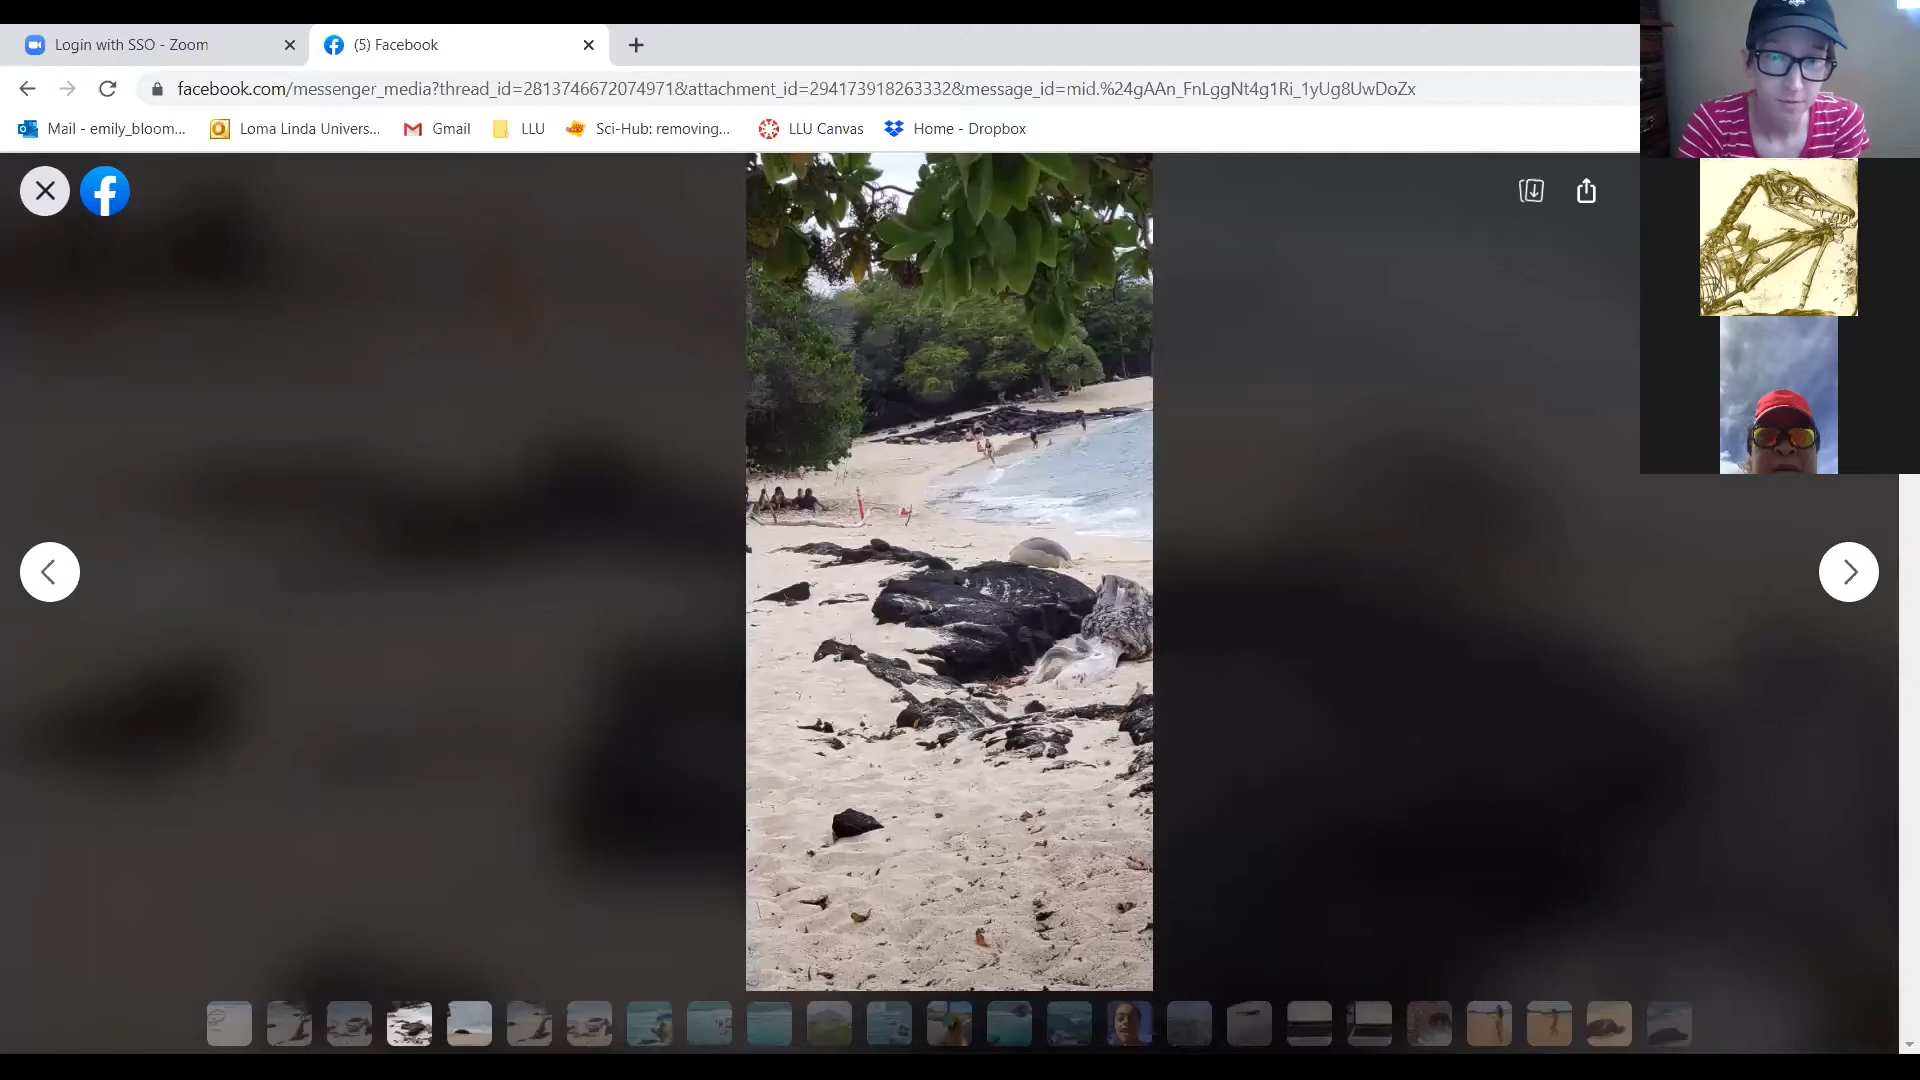 Login with SSO - Zoom
(5) Facebook
facebook.com/messenger_media?thread_id=2813746672074971&attachment_id=294173918263332&message_id=mid.%24gAAn_FnLggNt4g1Ri_1yUg8UwDoZx
Mail - emily_bloom...
Loma Linda Univers...
Gmail
LLU
Sci-Hub: removing...
LLU Canvas
Home - Dropbox